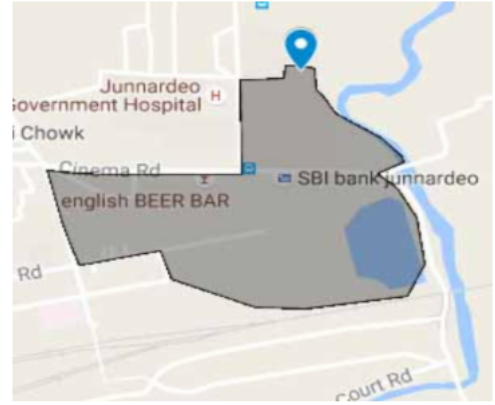 Junnardeo
Government Hospital
H
i Chowk
Cinema Rd
SBI bank junnardeo
english BEER BAR
Rd
Court Rd